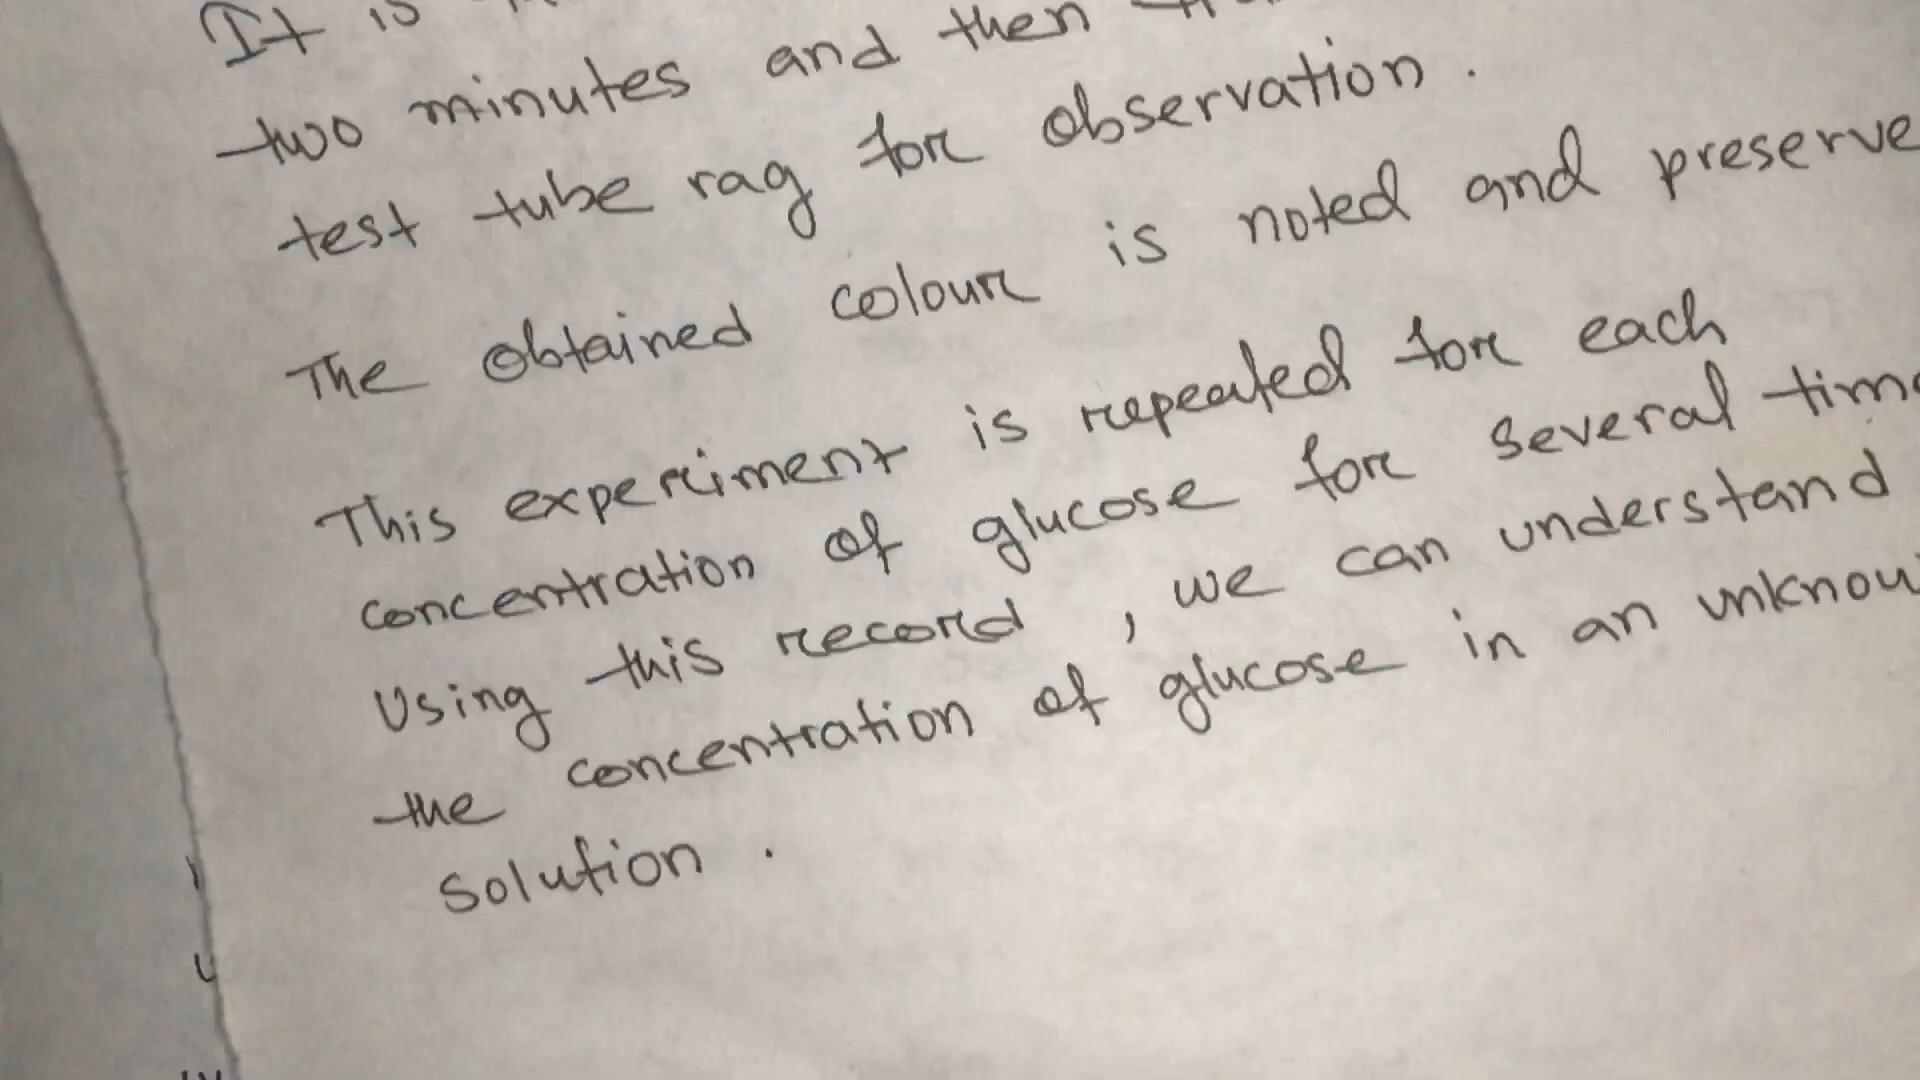 It is
two minutes and then
test tube rag for observation.
The obtained colour is noted and preserve
This experiment is repeated for each
concentration of glucose for several
Using this record, we can understand
the concentration of glucose in an unknow
solution.